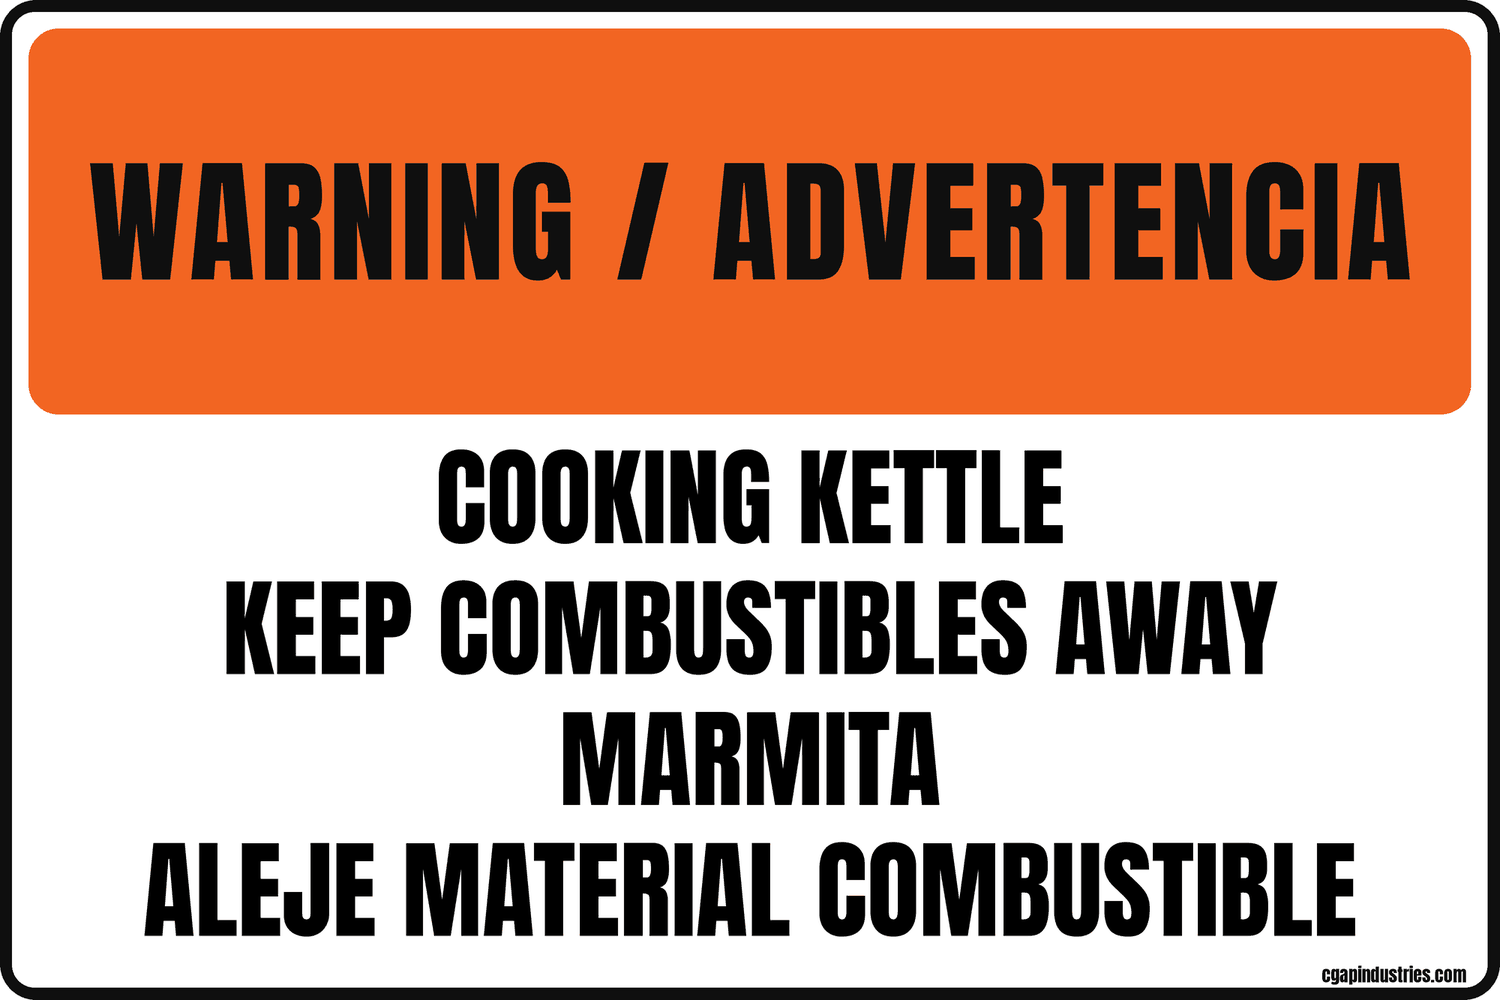 WARNING / ADVERTENCIA
COOKING KETTLE
KEEP COMBUSTIBLES AWAY
MARMITA
ALEJE MATERIAL COMBUSTIBLE
cgapindustries.com